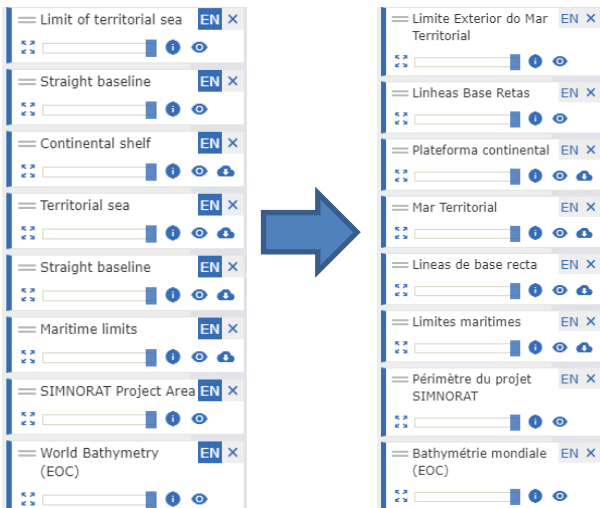 Limit of territorial sea EN
Straight baseline EN
Continental shelf EN
Territorial sea EN
Straight baseline EN
Maritime limits EN
SIMNORAT Project Area EN
World Bathymetry EN
(EOC)
Limite Exterior do Mar EN
Territorial
Linheas Base Retas EN
Plateforma continental EN
Mar Territorial EN
Lineas de base recta EN
Limites maritimes EN
Périmètre du projet EN
SIMNORAT
Bathymétrie mondiale EN
(EOC)